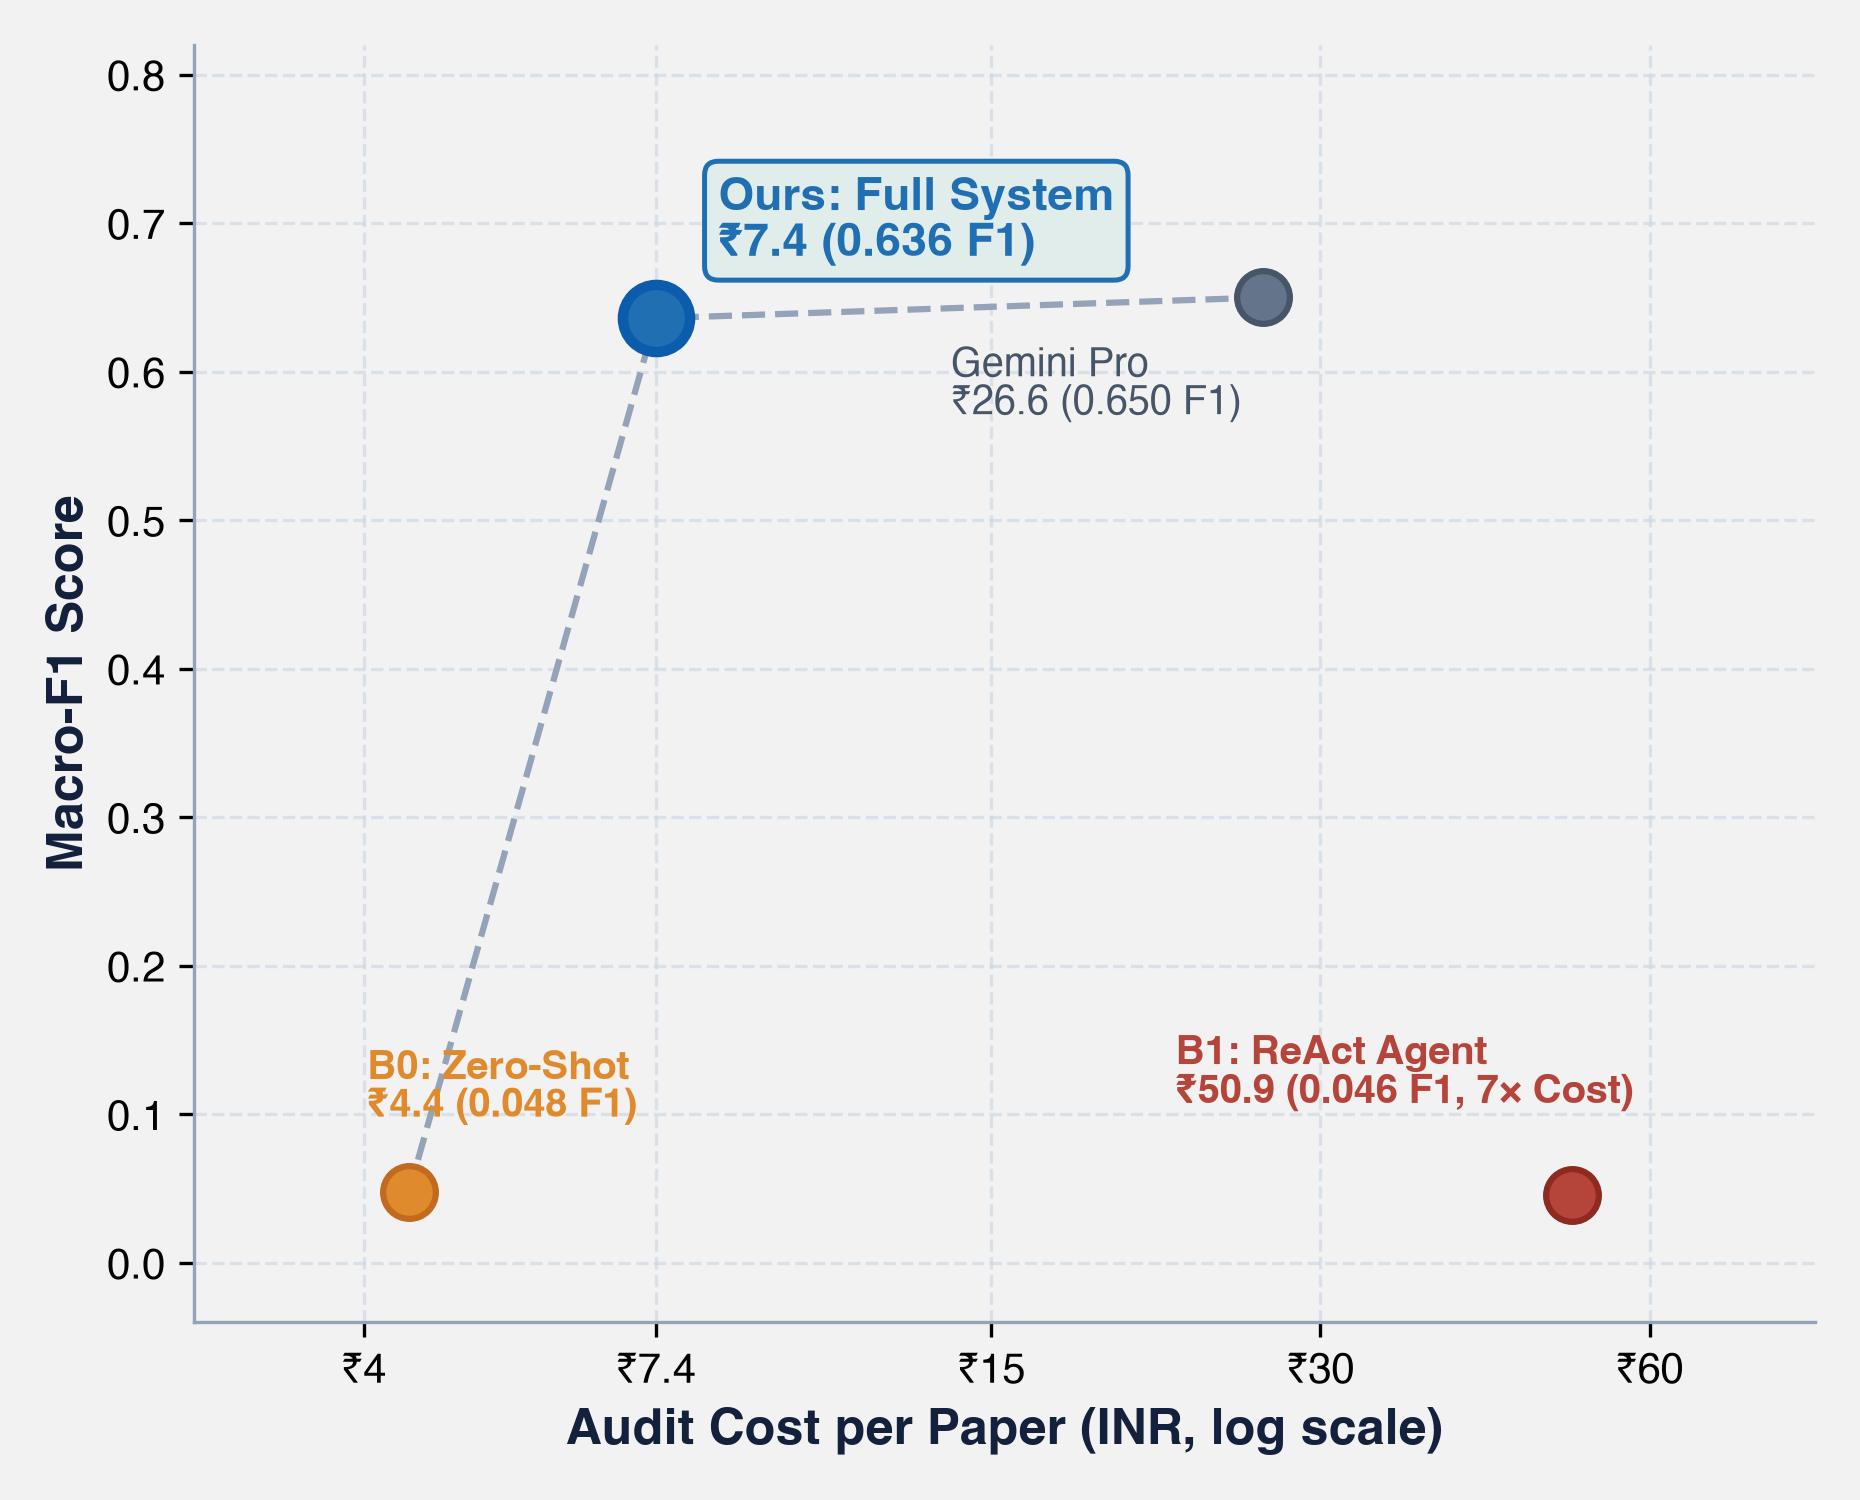 0.8
0.7
0.6
0.5
0.4
0.3
0.2
0.1
0.0
Macro-F1 Score
Ours: Full System
₹7.4 (0.636 F1)
Gemini Pro
₹26.6 (0.650 F1)
B0: Zero-Shot
₹4.4 (0.048 F1)
B1: ReAct Agent
₹50.9 (0.046 F1, 7× Cost)
₹4 ₹7.4 ₹15 ₹30 ₹60
Audit Cost per Paper (INR, log scale)